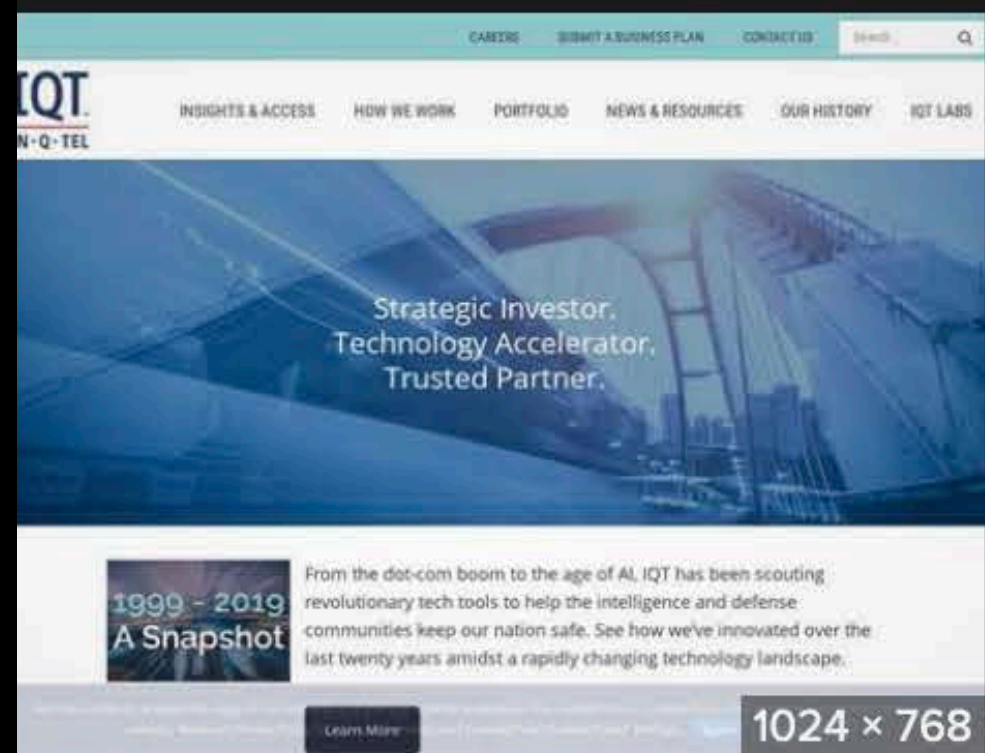 CAREERS SUBMIT A BUSINESS PLAN CONTACT US Search
IQT
N·Q·TEL
INSIGHTS & ACCESS HOW WE WORK PORTFOLIO NEWS & RESOURCES OUR HISTORY IQT LABS
Strategic Investor.
Technology Accelerator.
Trusted Partner.
1999 - 2019
A Snapshot
From the dot-com boom to the age of AI, IQT has been scouting
revolutionary tech tools to help the intelligence and defense
communities keep our nation safe. See how we've innovated over the
last twenty years amidst a rapidly changing technology landscape.
Learn More
1024 × 768